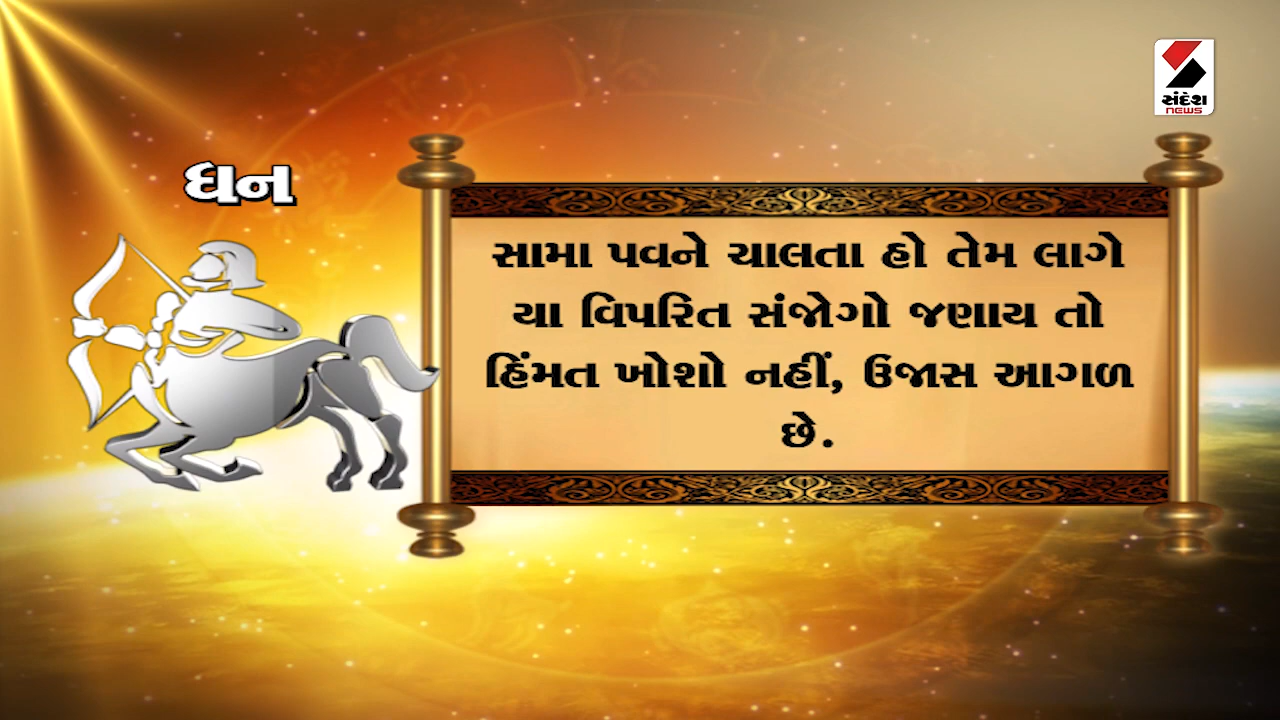 સંદેશ
NEWS
ધન
સામા પવને ચાલતા હો તેમ લાગે
યા વિપરિત સંજોગો જણાય તો
હિંમત ખોશો નહીં, ઉજાસ આગળ
છે.